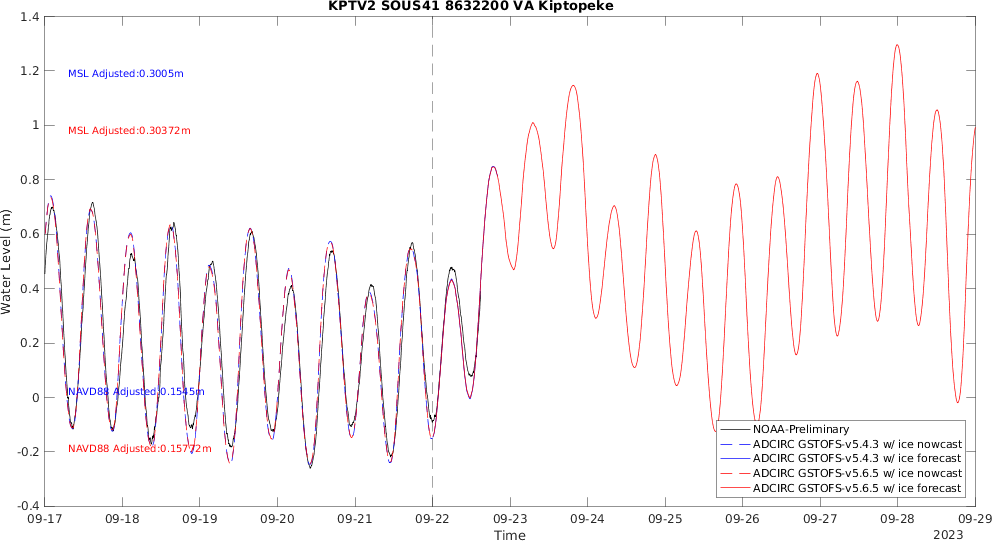 KPTV2 SOUS41 8632200 VA Kiptopeke
1.4
1.2
1
0.8
0.6
0.4
0.2
0
-0.2
-0.4
Water Level (m)
MSL Adjusted:0.3005m
MSL Adjusted:0.30372m
NAVD88 Adjusted:0.1545m
NAVD88 Adjusted:0.15772m
NOAA-Preliminary
ADCIRC GSTOFS-v5.4.3 w/ ice nowcast
ADCIRC GSTOFS-v5.4.3 w/ ice forecast
ADCIRC GSTOFS-v5.6.5 w/ ice nowcast
ADCIRC GSTOFS-v5.6.5 w/ ice forecast
09-17 09-18 09-19 09-20 09-21 09-22 09-23 09-24 09-25 09-26 09-27 09-28 09-29
Time
2023